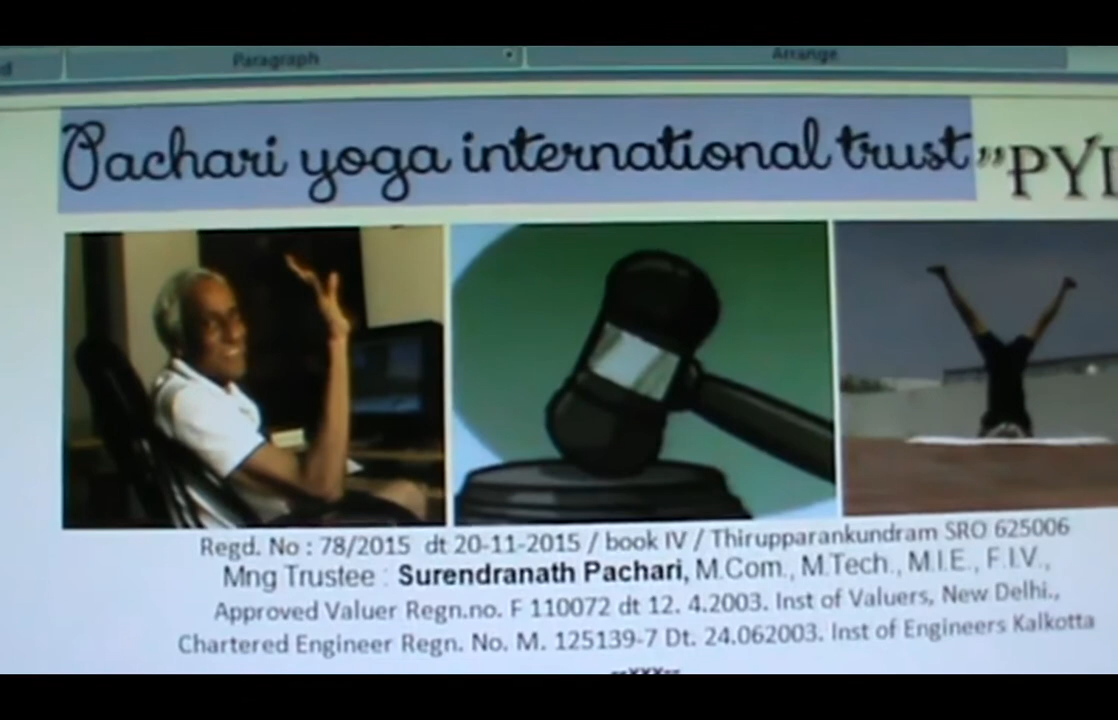 Paragraph
Arrange
Pachari yoga international trust” PYI
Regd. No : 78/2015 dt 20-11-2015 / book IV / Thirupparankundram SRO 625006
Mng Trustee : Surendranath Pachari, M.Com., M.Tech., M.I.E., F.I.V.,
Approved Valuer Regn.no. F 110072 dt 12. 4.2003. Inst of Valuers, New Delhi.,
Chartered Engineer Regn. No. M. 125139-7 Dt. 24.062003. Inst of Engineers Kalkotta